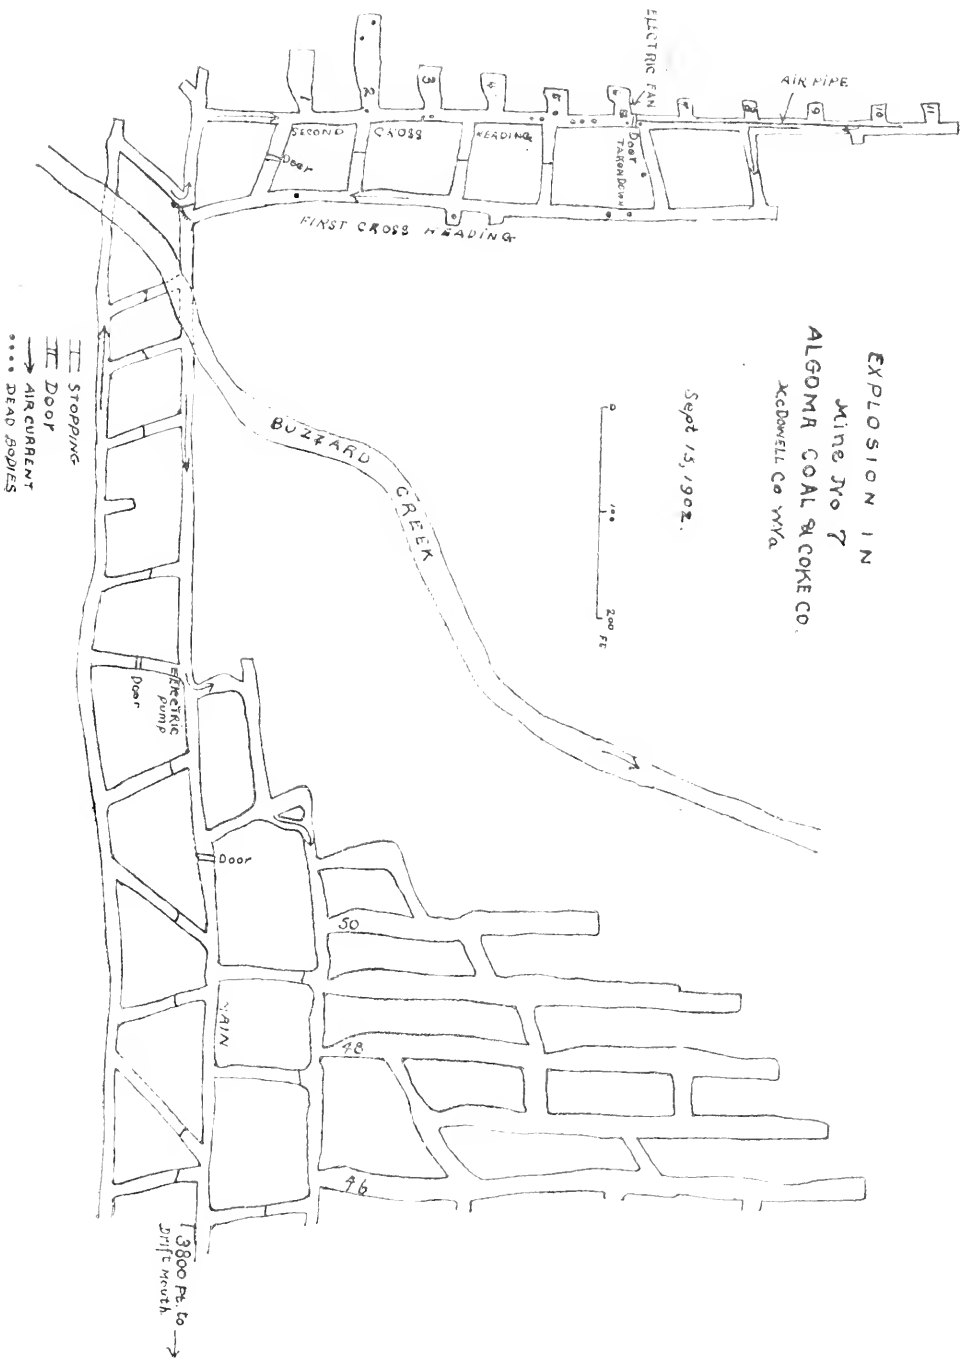 EXPLOSION IN
Mine No 7
ALGOMA COAL & COKE CO.
McDOWELL Co W.Va
Sept 15, 1902.
0 100 200 Ft
ELECTRIC FAN
AIR PIPE
1 2 3 4 5 6 7 8 9 10 11
SECOND CROSS HEADING
Door
Door
TAKEN DOWN
FIRST CROSS HEADING
BUZZARD CREEK
STOPPING
Door
AIR CURRENT
DEAD BODIES
Door
ELECTRIC
PUMP
Door
MAIN
50
48
46
3800 Ft. to
Drift Mouth